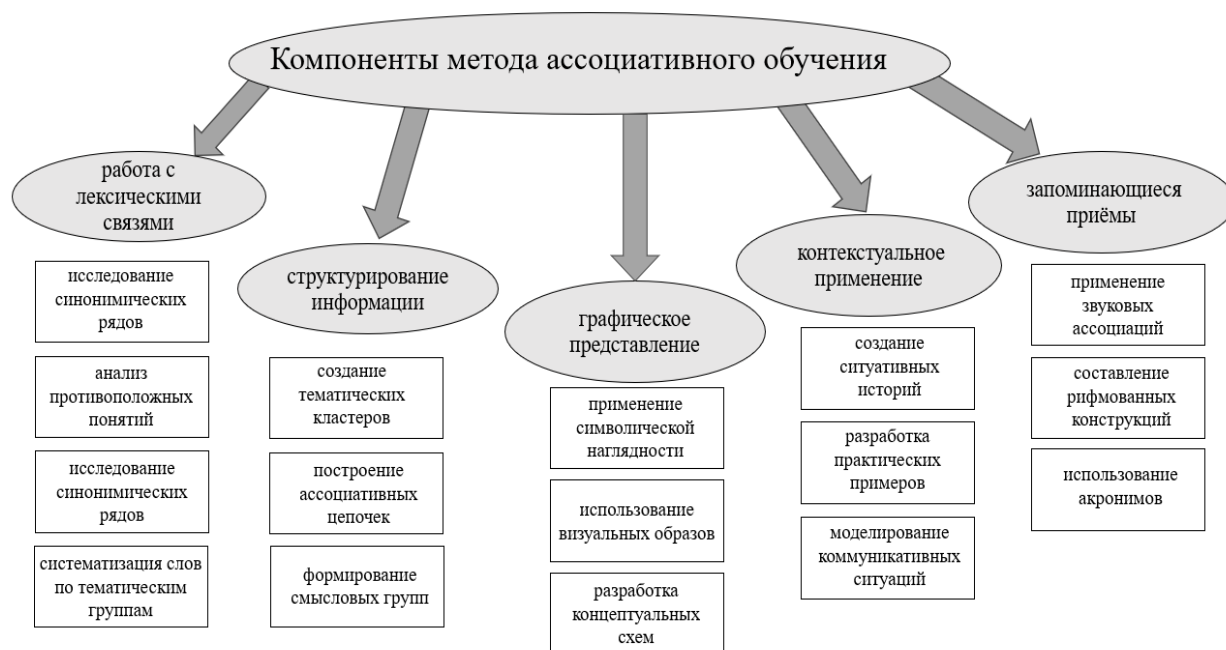 Компоненты метода ассоциативного обучения
работа с
лексическими
связями
исследование
синонимических
рядов
анализ
противоположных
понятий
исследование
синонимических
рядов
систематизация слов
по тематическим
группам
структурирование
информации
создание
тематических
кластеров
построение
ассоциативных
цепочек
формирование
смысловых групп
графическое
представление
применение
символической
наглядности
использование
визуальных образов
разработка
концептуальных
схем
контекстуальное
применение
создание
ситуативных
историй
разработка
практических
примеров
моделирование
коммуникативных
ситуаций
запоминающиеся
приёмы
применение
звуковых
ассоциаций
составление
рифмованных
конструкций
использование
акронимов